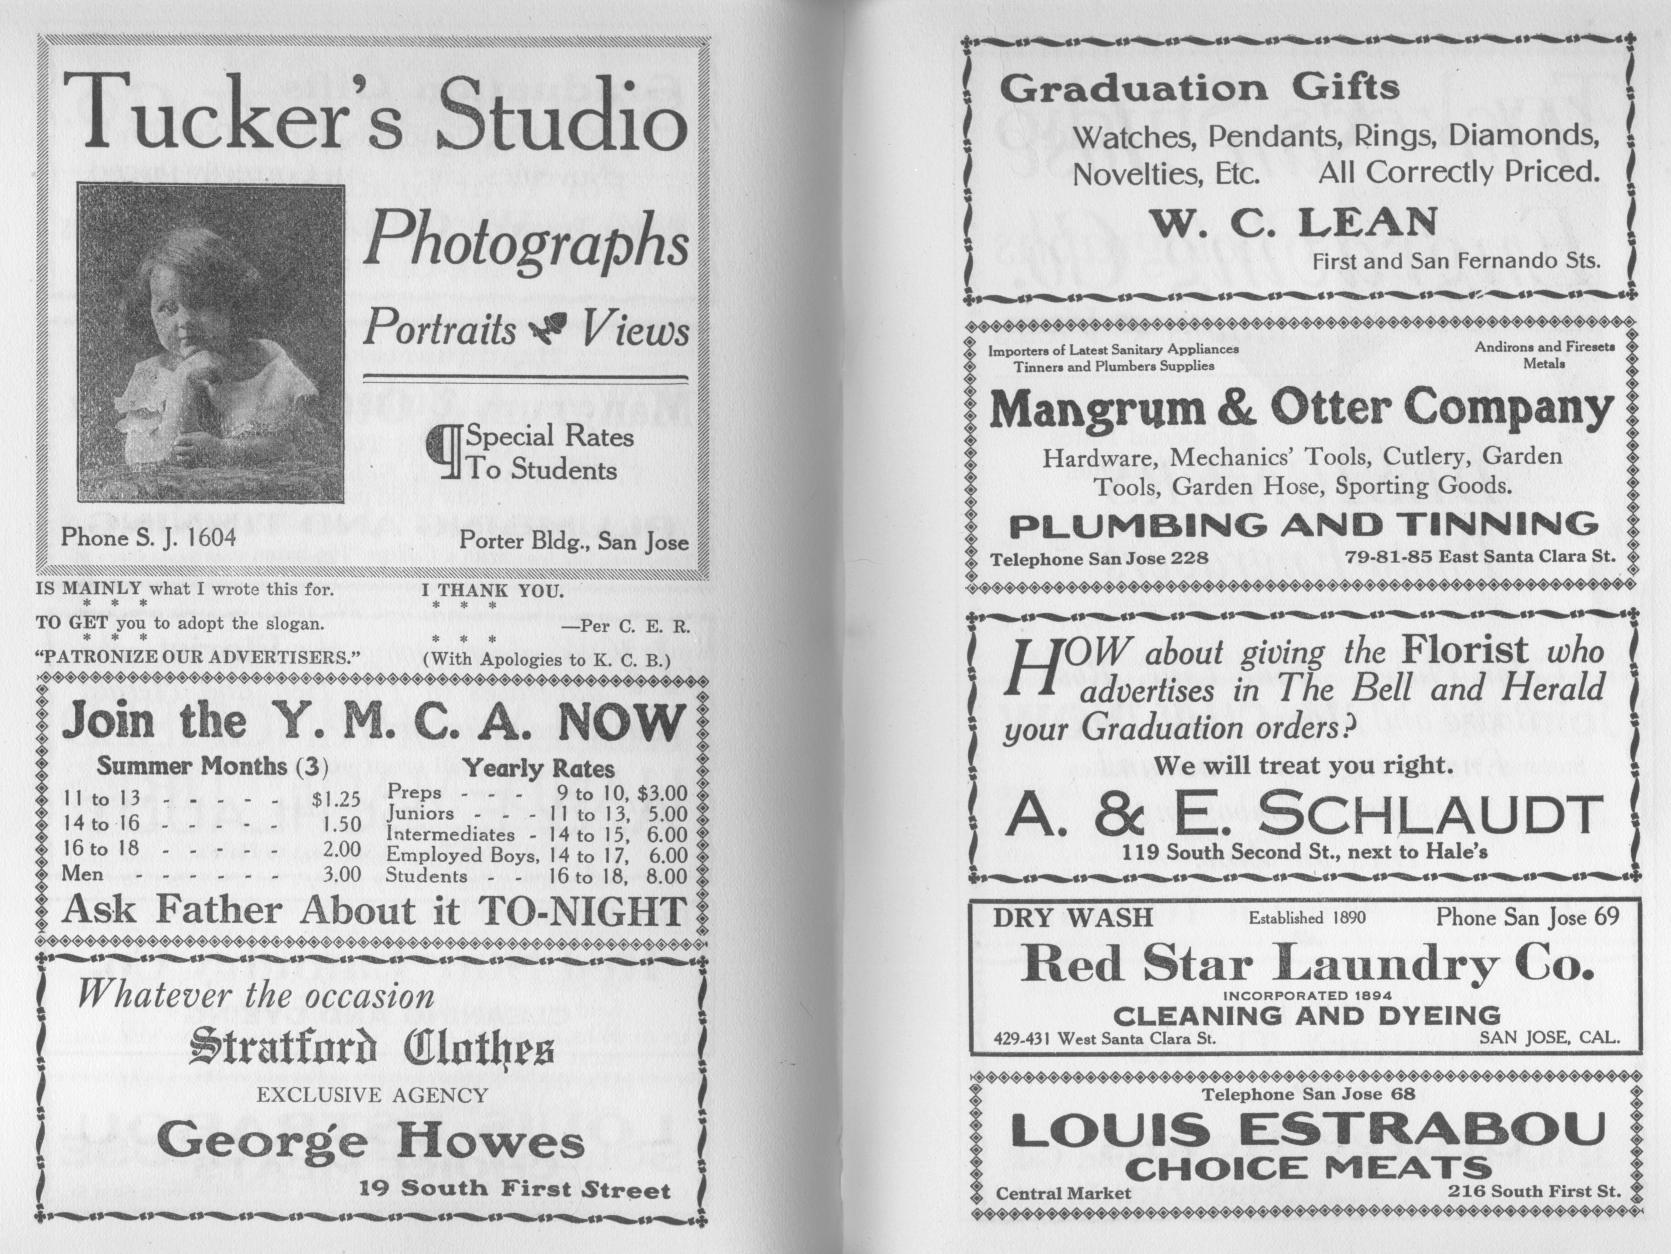 Tucker's Studio
Photographs
Portraits Views
¶ Special Rates
To Students
Phone S. J. 1604 Porter Bldg., San Jose
IS MAINLY what I wrote this for.
* * *
TO GET you to adopt the slogan.
* * *
"PATRONIZE OUR ADVERTISERS."
I THANK YOU.
* * *
—Per C. E. R.
* * *
(With Apologies to K. C. B.)
Join the Y. M. C. A. NOW
Summer Months (3)
11 to 13 - - - - - $1.25
14 to 16 - - - - - 1.50
16 to 18 - - - - - 2.00
Men - - - - - - 3.00
Yearly Rates
Preps - - - 9 to 10, $3.00
Juniors - - - 11 to 13, 5.00
Intermediates - 14 to 15, 6.00
Employed Boys, 14 to 17, 6.00
Students - - 16 to 18, 8.00
Ask Father About it TO-NIGHT
Whatever the occasion
Stratford Clothes
EXCLUSIVE AGENCY
George Howes
19 South First Street
Graduation Gifts
Watches, Pendants, Rings, Diamonds,
Novelties, Etc. All Correctly Priced.
W. C. LEAN
First and San Fernando Sts.
Importers of Latest Sanitary Appliances
Tinners and Plumbers Supplies
Andirons and Firesets
Metals
Mangrum & Otter Company
Hardware, Mechanics' Tools, Cutlery, Garden
Tools, Garden Hose, Sporting Goods.
PLUMBING AND TINNING
Telephone San Jose 228 79-81-85 East Santa Clara St.
HOW about giving the Florist who
advertises in The Bell and Herald
your Graduation orders?
We will treat you right.
A. & E. SCHLAUDT
119 South Second St., next to Hale's
DRY WASH Established 1890 Phone San Jose 69
Red Star Laundry Co.
INCORPORATED 1894
CLEANING AND DYEING
429-431 West Santa Clara St. SAN JOSE, CAL.
Telephone San Jose 68
LOUIS ESTRABOU
CHOICE MEATS
Central Market 216 South First St.